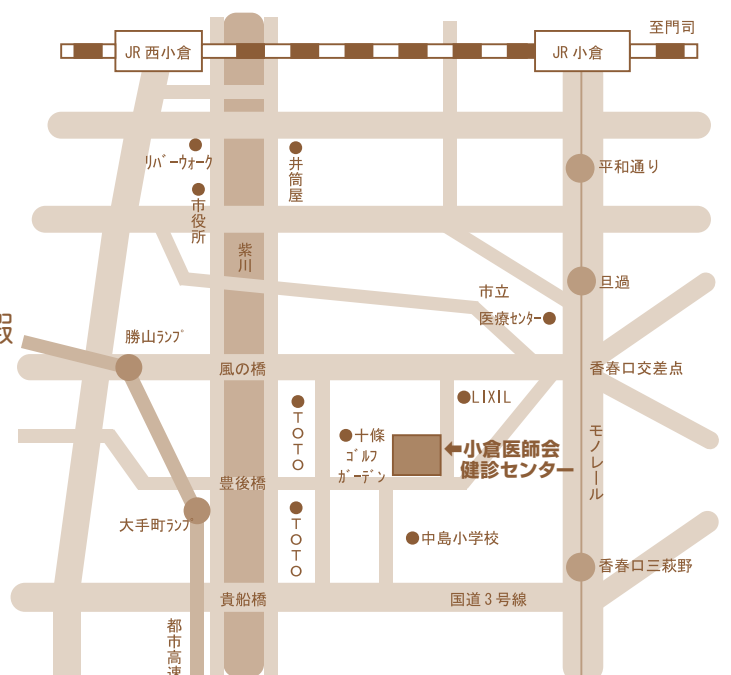 至門司
JR 西小倉
JR 小倉
リバーウォーク
井筒屋
平和通り
市役所
紫川
旦過
市立
医療センター
勝山ランプ
風の橋
香春口交差点
LIXIL
TOTO
十條
ゴルフ
ガーデン
モノレール
←小倉医師会
健診センター
豊後橋
大手町ランプ
TOTO
中島小学校
香春口三萩野
貴船橋
国道3号線
都市高速